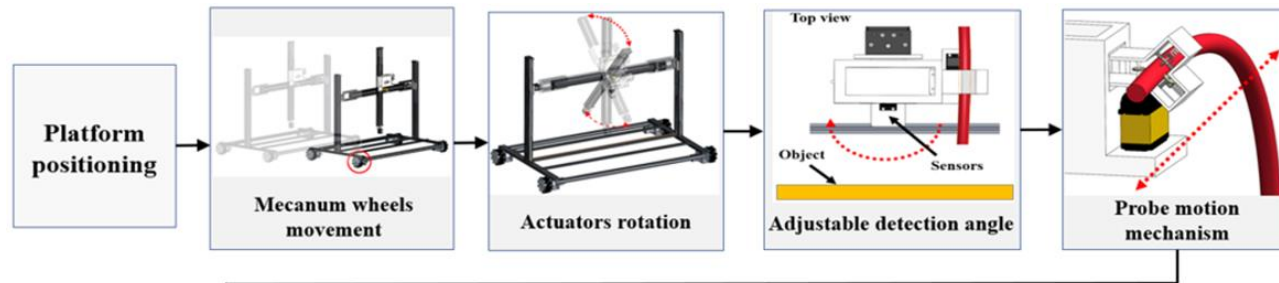 Platform
positioning
Mecanum wheels
movement
Actuators rotation
Top view
Object
Sensors
Adjustable detection angle
Probe motion
mechanism